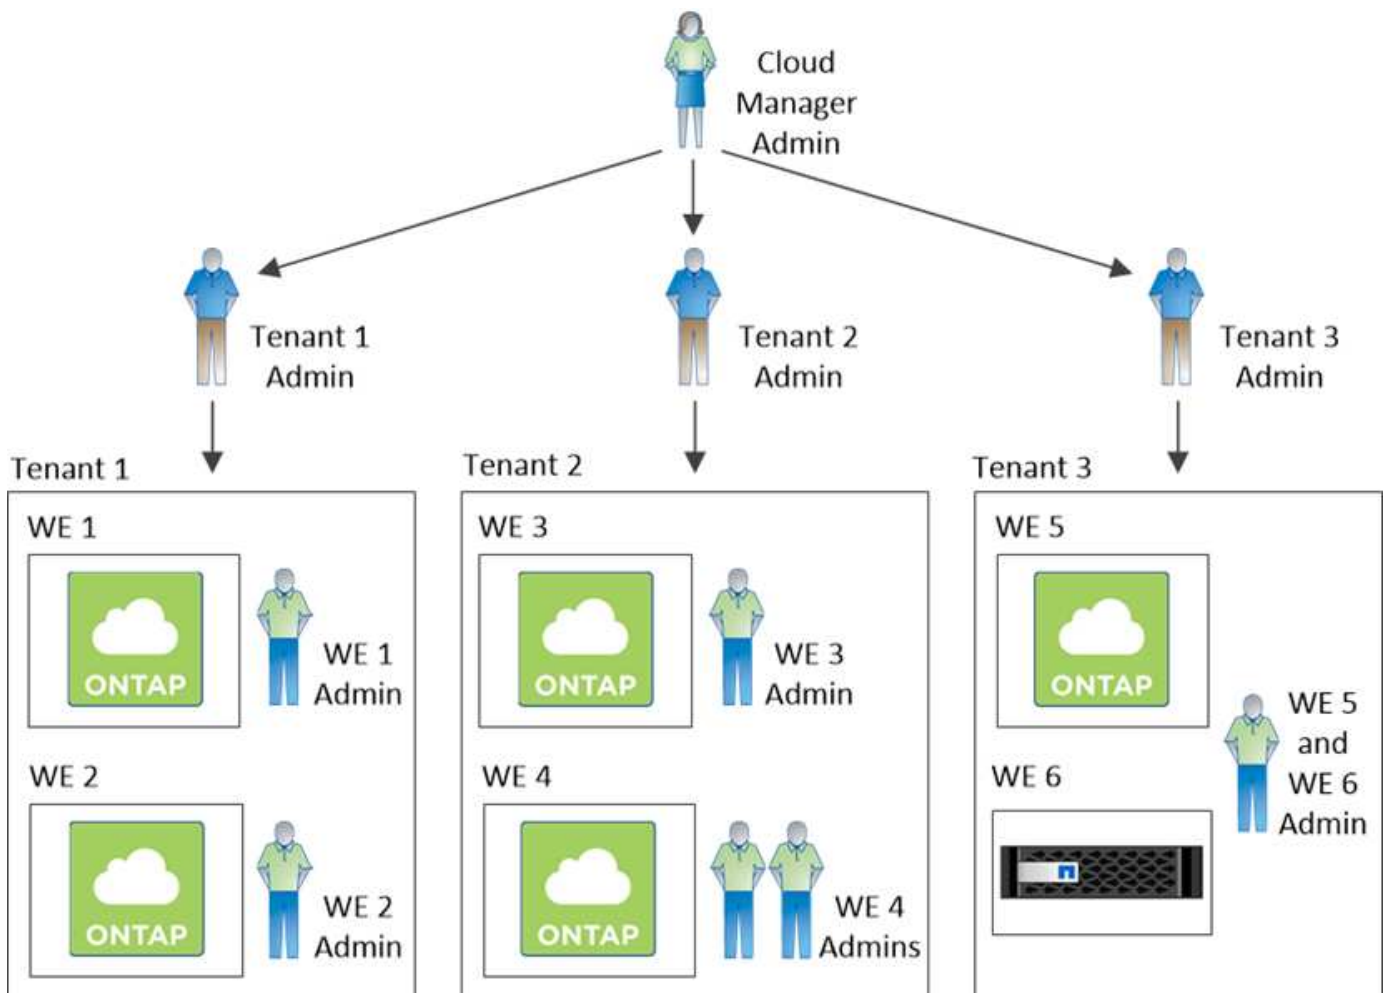 Cloud
Manager
Admin
Tenant 1
Admin
Tenant 2
Admin
Tenant 3
Admin
Tenant 1
WE 1
ONTAP
WE 1
Admin
WE 2
ONTAP
WE 2
Admin
Tenant 2
WE 3
ONTAP
WE 3
Admin
WE 4
ONTAP
WE 4
Admins
Tenant 3
WE 5
ONTAP
WE 6
WE 5
and
WE 6
Admin